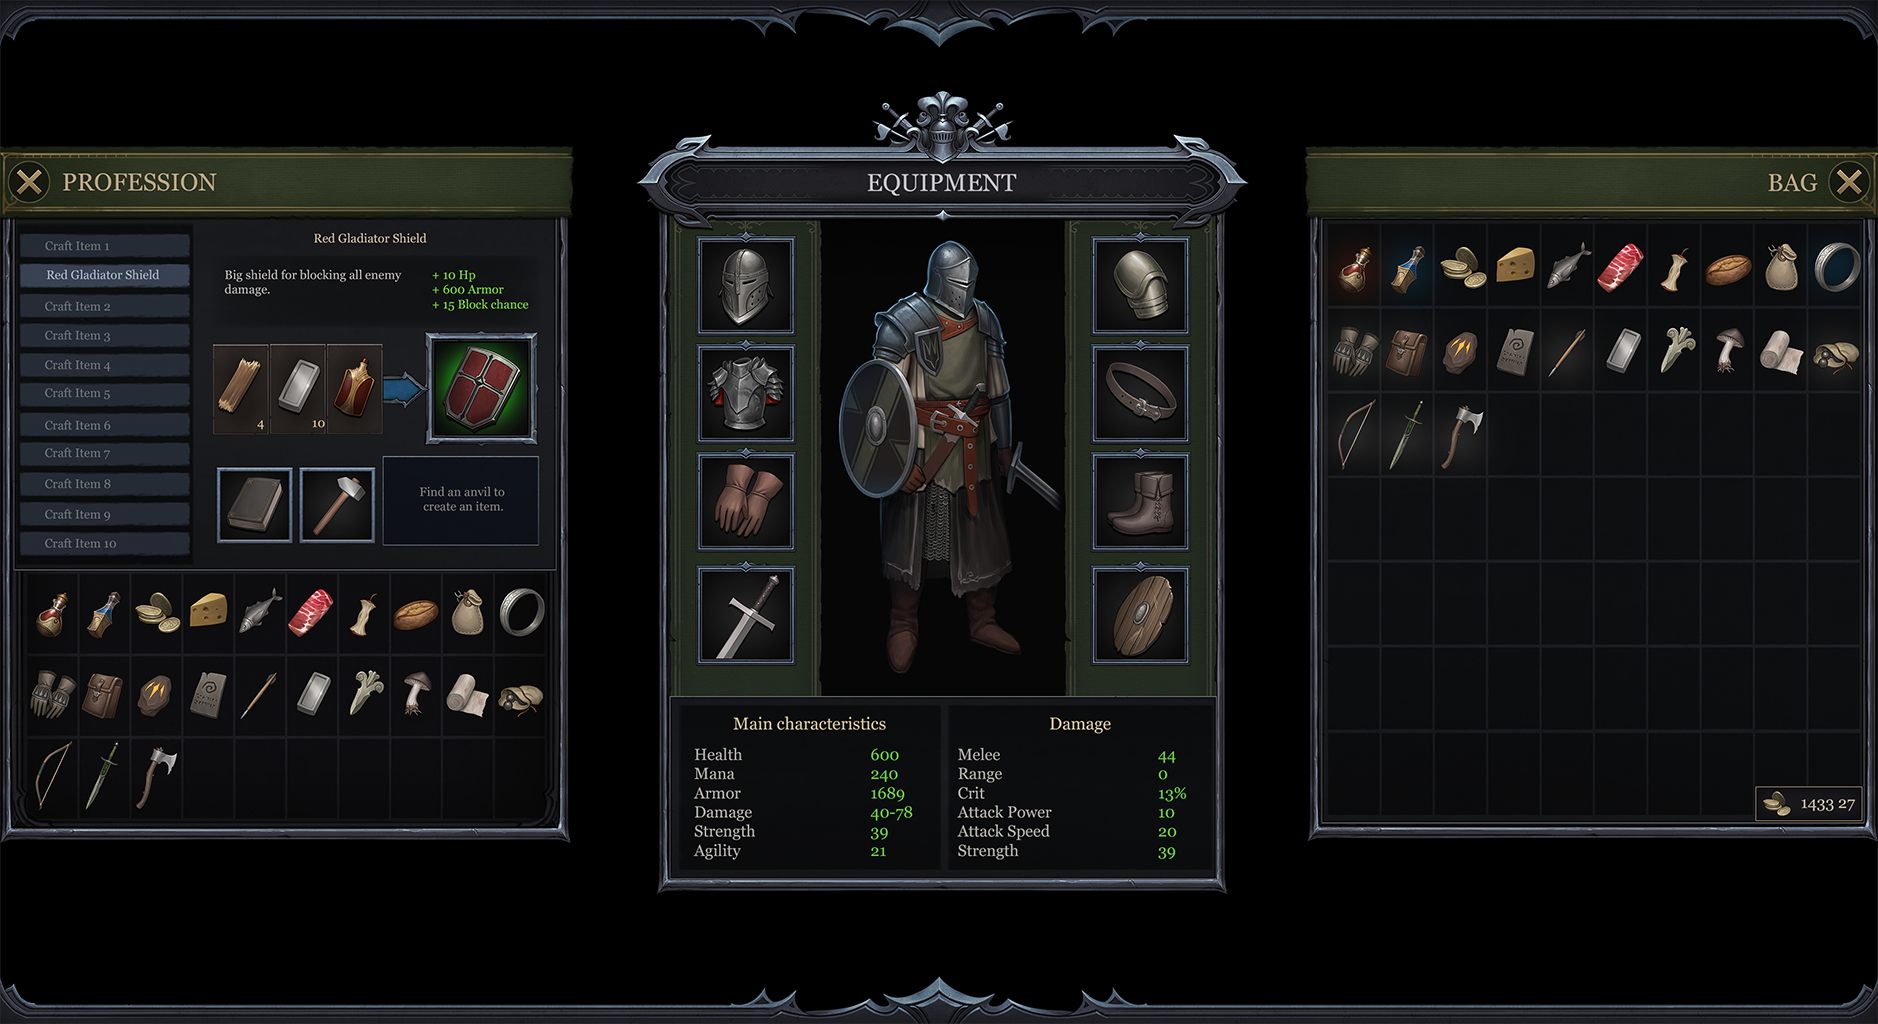 PROFESSION
Craft Item 1
Red Gladiator Shield
Craft Item 2
Craft Item 3
Craft Item 4
Craft Item 5
Craft Item 6
Craft Item 7
Craft Item 8
Craft Item 9
Craft Item 10
Red Gladiator Shield
Big shield for blocking all enemy
damage.
+ 10 Hp
+ 600 Armor
+ 15 Block chance
4
10
Find an anvil to
create an item.
EQUIPMENT
Main characteristics
Health 600
Mana 240
Armor 1689
Damage 40-78
Strength 39
Agility 21
Damage
Melee 44
Range 0
Crit 13%
Attack Power 10
Attack Speed 20
Strength 39
BAG
1433 27